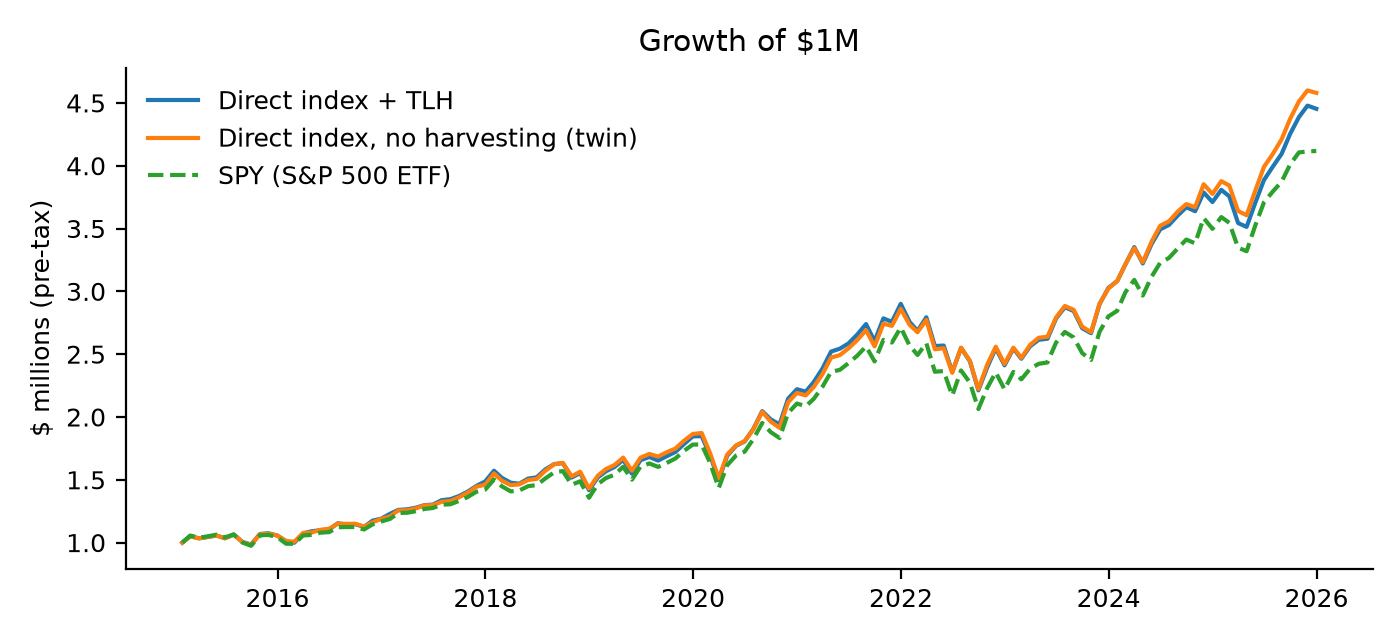 Growth of $1M
Direct index + TLH
Direct index, no harvesting (twin)
SPY (S&P 500 ETF)
$ millions (pre-tax)
4.5
4.0
3.5
3.0
2.5
2.0
1.5
1.0
2016 2018 2020 2022 2024 2026